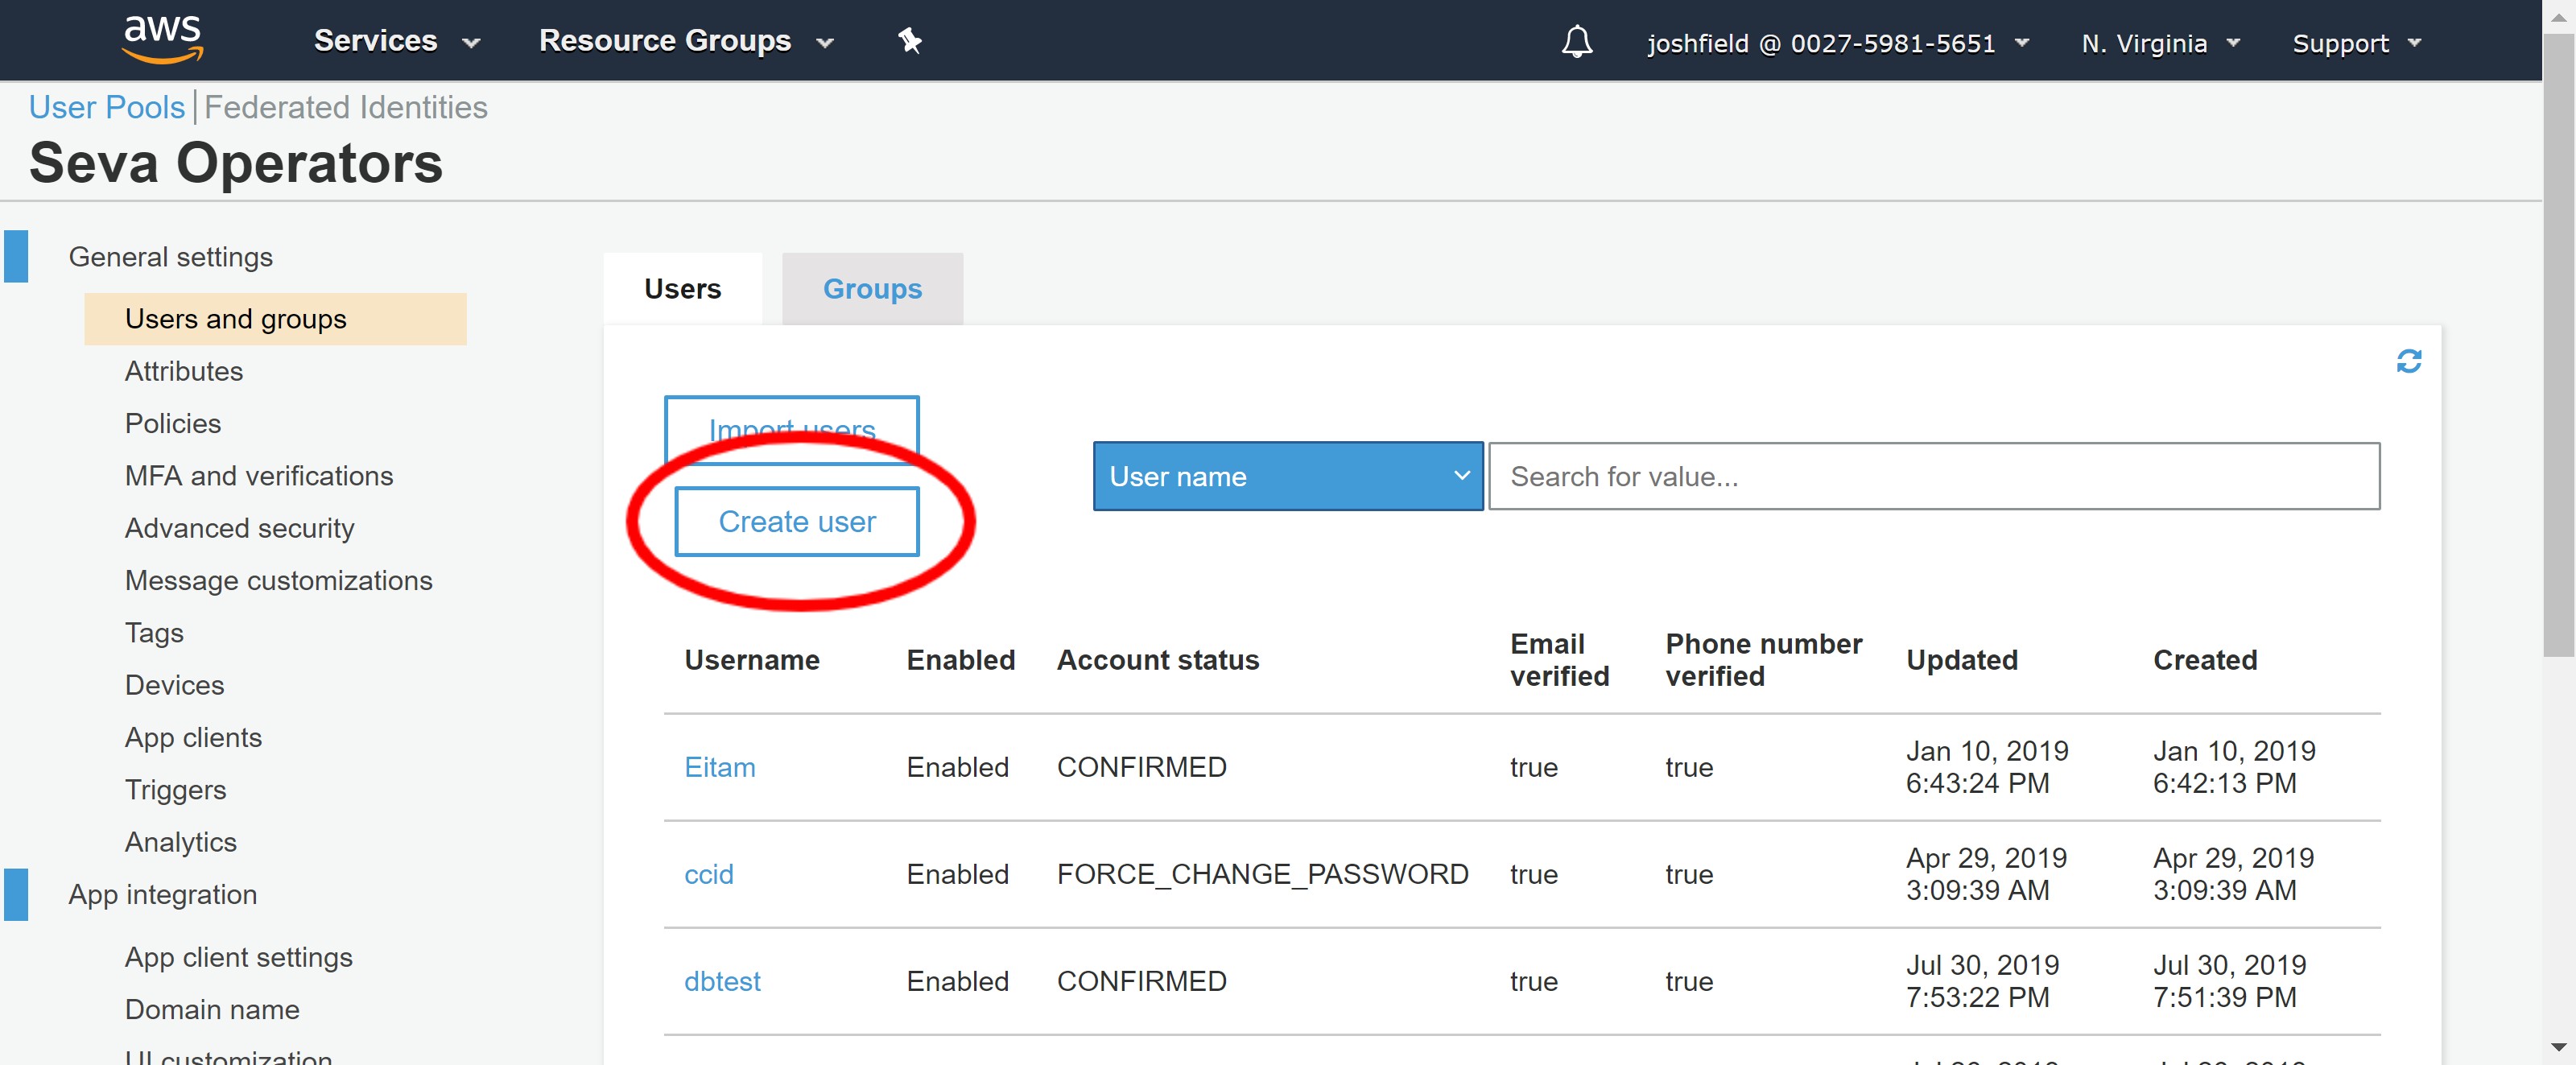 aws
Services
Resource Groups
joshfield @ 0027-5981-5651
N. Virginia
Support
User Pools | Federated Identities
Seva Operators
General settings
Users and groups
Attributes
Policies
MFA and verifications
Advanced security
Message customizations
Tags
Devices
App clients
Triggers
Analytics
App integration
App client settings
Domain name
UI customization
Users
Groups
Import users
Create user
User name
Search for value...
Username Enabled Account status Email verified Phone number verified Updated Created
Eitam Enabled CONFIRMED true true Jan 10, 2019 6:43:24 PM Jan 10, 2019 6:42:13 PM
ccid Enabled FORCE_CHANGE_PASSWORD true true Apr 29, 2019 3:09:39 AM Apr 29, 2019 3:09:39 AM
dbtest Enabled CONFIRMED true true Jul 30, 2019 7:53:22 PM Jul 30, 2019 7:51:39 PM